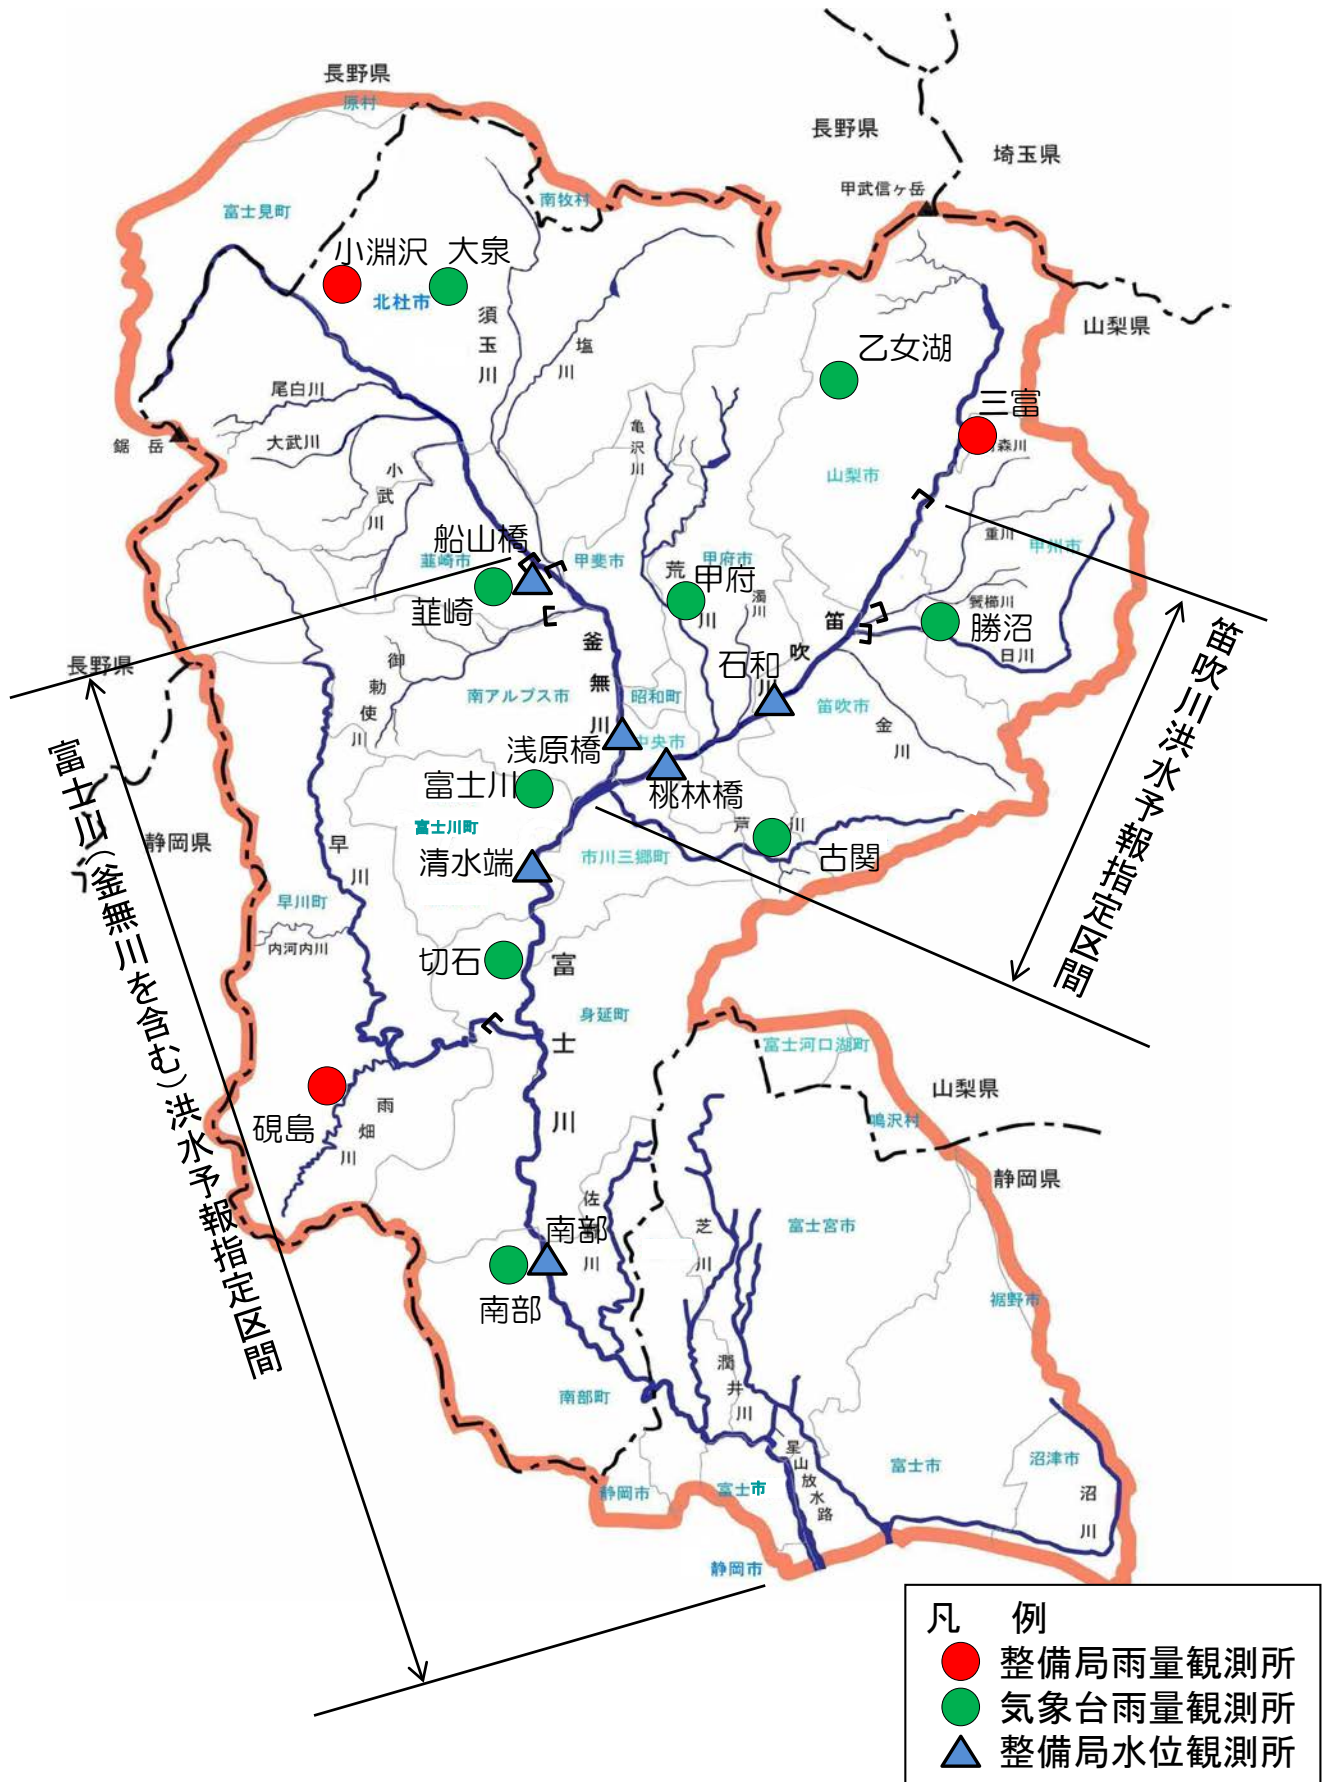 長野県
原村
長野県
埼玉県
甲武信ヶ岳
富士見町
南牧村
小淵沢
大泉
北杜市
須玉川
塩川
山梨県
乙女湖
尾白川
三富
大武川
鋸岳
亀沢川
小武川
山梨市
森川
船山橋
韮崎市
甲斐市
荒川
甲府市
甲府
重川
甲州市
濁川
鬢櫛川
韮崎
笛吹川
勝沼
日川
長野県
御勅使川
釜無川
石和
南アルプス市
昭和町
笛吹市
金川
笛吹川洪水予報指定区間
浅原橋
中央市
富士川
桃林橋
富士川町
芦川
静岡県
早川
清水端
市川三郷町
古関
早川町
内河内川
切石
富士川
身延町
富士川(釜無川を含む)洪水予報指定区間
富士河口湖町
山梨県
鳴沢村
硯島
雨畑川
静岡県
佐野川
南部
芝川
富士宮市
南部
裾野市
潤井川
南部町
星山放水路
富士市
沼津市
沼川
静岡市
富士市
静岡市
凡 例
整備局雨量観測所
気象台雨量観測所
整備局水位観測所